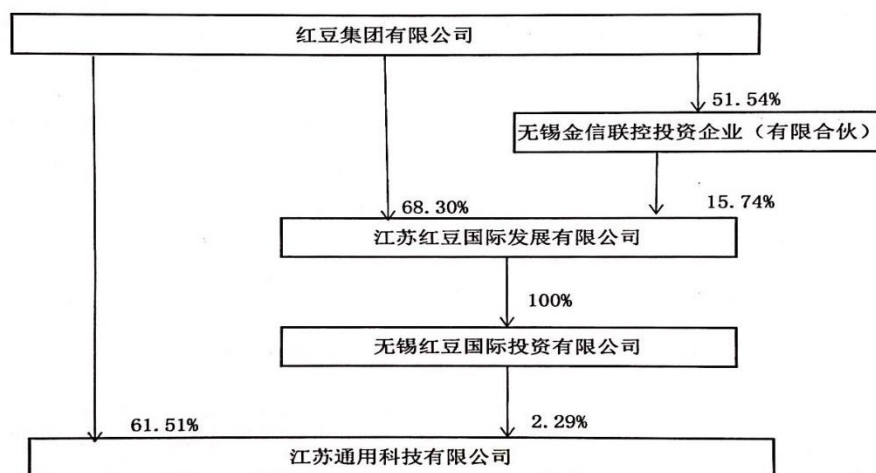 红豆集团有限公司
51.54%
无锡金信联控投资企业（有限合伙）
68.30%
15.74%
江苏红豆国际发展有限公司
100%
无锡红豆国际投资有限公司
61.51%
2.29%
江苏通用科技有限公司